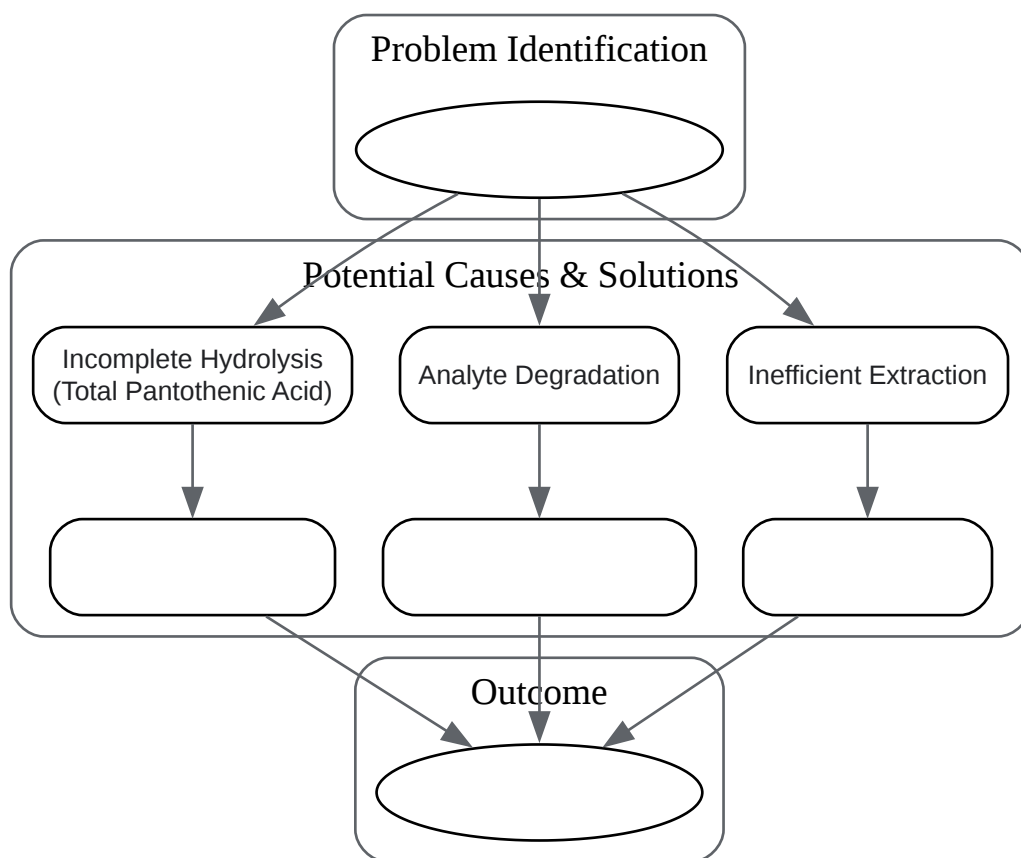 Problem Identification
Potential Causes & Solutions
Incomplete Hydrolysis
(Total Pantothenic Acid)
Analyte Degradation
Inefficient Extraction
Outcome